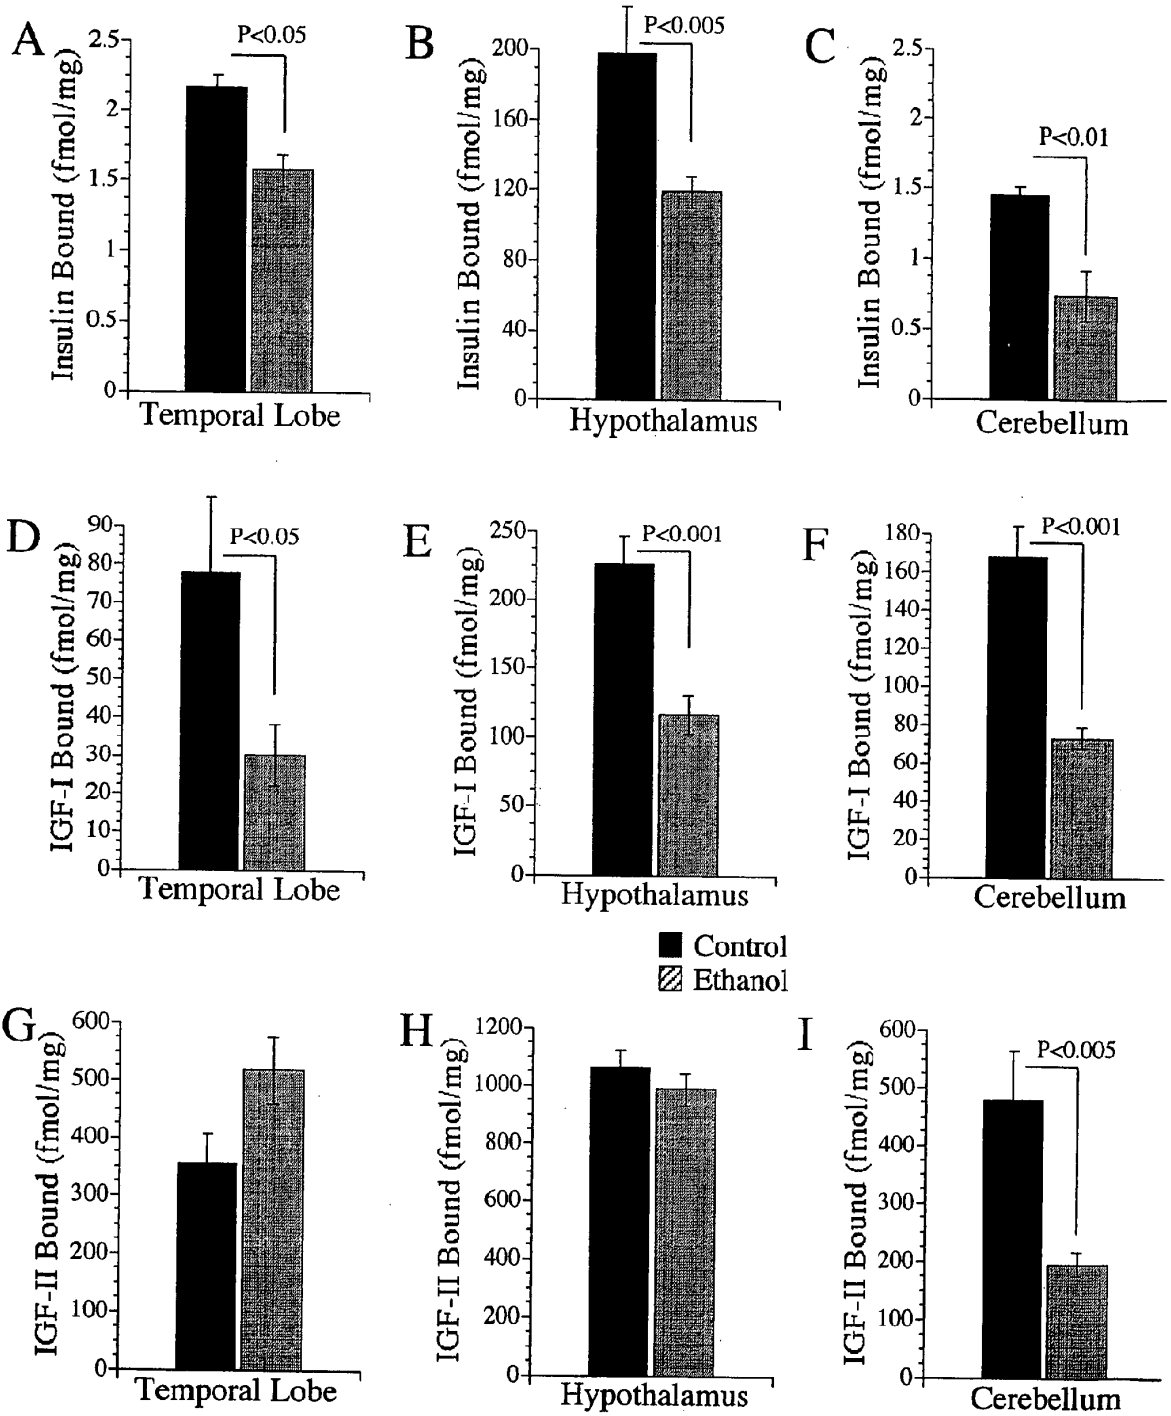 A
Insulin Bound (fmol/mg)
2.5
2
1.5
1
0.5
0
P<0.05
Temporal Lobe
B
Insulin Bound (fmol/mg)
200
160
120
80
40
0
P<0.005
Hypothalamus
C
Insulin Bound (fmol/mg)
2.5
2
1.5
1
0.5
0
P<0.01
Cerebellum
D
IGF-I Bound (fmol/mg)
90
80
70
60
50
40
30
20
10
0
P<0.05
Temporal Lobe
E
IGF-I Bound (fmol/mg)
250
200
150
100
50
0
P<0.001
Hypothalamus
F
IGF-I Bound (fmol/mg)
180
160
140
120
100
80
60
40
20
0
P<0.001
Cerebellum
Control
Ethanol
G
IGF-II Bound (fmol/mg)
600
500
400
300
200
100
0
Temporal Lobe
H
IGF-II Bound (fmol/mg)
1200
1000
800
600
400
200
0
Hypothalamus
I
IGF-II Bound (fmol/mg)
600
500
400
300
200
100
0
P<0.005
Cerebellum